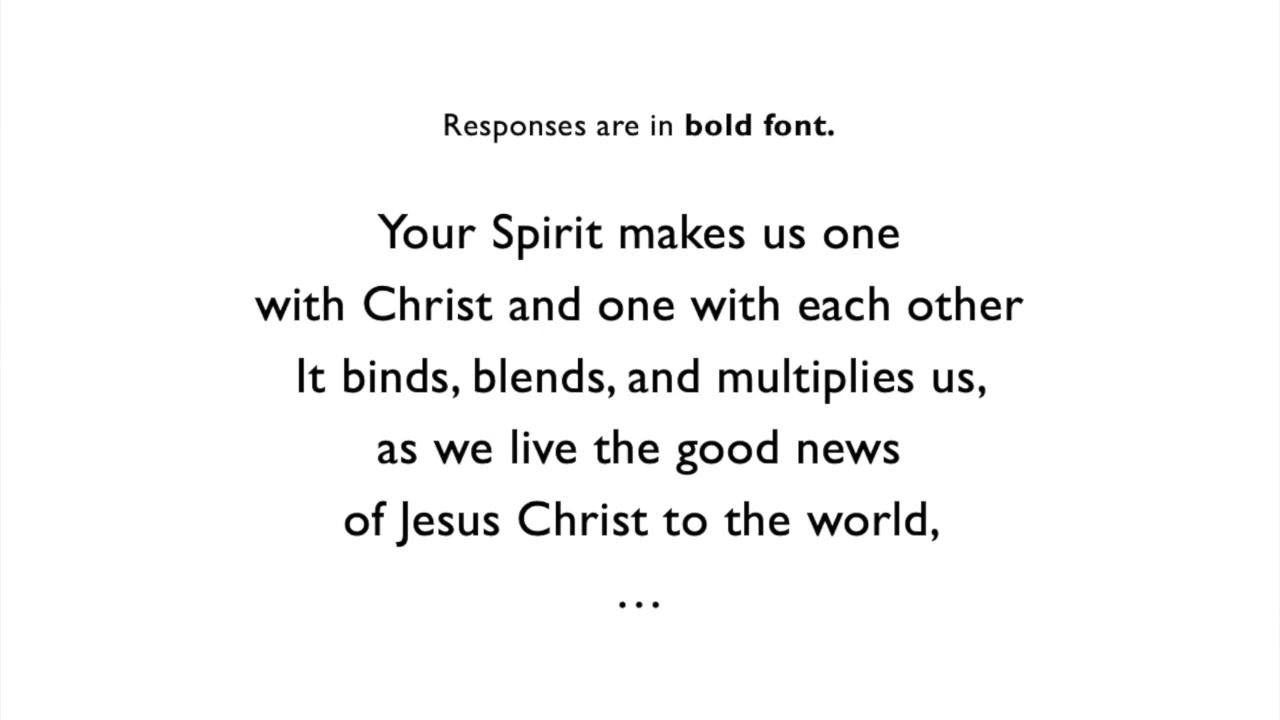 Responses are in bold font.
Your Spirit makes us one
with Christ and one with each other
It binds, blends, and multiplies us,
as we live the good news
of Jesus Christ to the world,
...